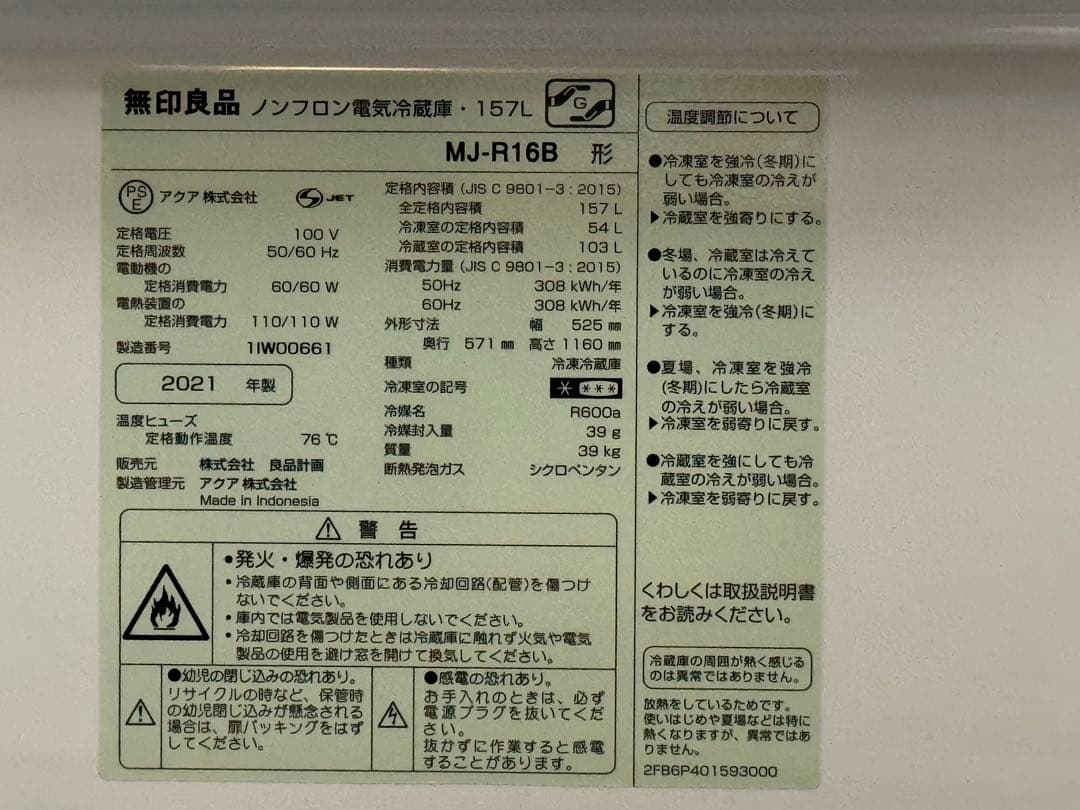 無印良品 ノンフロン電気冷蔵庫・157L G
MJ-R16B 形
PS E アクア 株式会社 S JET
定格電圧 100 V
定格周波数 50/60 Hz
電動機の
定格消費電力 60/60 W
電熱装置の
定格消費電力 110/110 W
製造番号 1IW00661
2021 年製
温度ヒューズ
定格動作温度 76 ℃
販売元 株式会社 良品計画
製造管理元 アクア 株式会社
Made in Indonesia
定格内容積 (JIS C 9801-3 : 2015)
全定格内容積 157 L
冷凍室の定格内容積 54 L
冷蔵室の定格内容積 103 L
消費電力量 (JIS C 9801-3 : 2015)
50Hz 308 kWh/年
60Hz 308 kWh/年
外形寸法 幅 525 ㎜
奥行 571 ㎜ 高さ 1160 ㎜
種類 冷凍冷蔵庫
冷凍室の記号 * ***
冷媒名 R600a
冷媒封入量 39 g
質量 39 kg
断熱発泡ガス シクロペンタン
⚠ 警告
・発火・爆発の恐れあり
・冷蔵庫の背面や側面にある冷却回路(配管)を傷つけ
ないでください。
・庫内では電気製品を使用しないでください。
・冷却回路を傷つけたときは冷蔵庫に触れず火気や電気
製品の使用を避け窓を開けて換気してください。
●幼児の閉じ込みの恐れあり。
リサイクルの時など、保管時
の幼児閉じ込みが懸念される
場合は、扉パッキングをはず
してください。
●感電の恐れあり。
お手入れのときは、必ず
電源プラグを抜いてくだ
さい。
抜かずに作業すると感電
することがあります。
温度調節について
●冷凍室を強冷(冬期)に
しても冷凍室の冷えが
弱い場合。
▶冷蔵室を強寄りにする。
●冬場、冷蔵室は冷えて
いるのに冷凍室の冷え
が弱い場合。
▶冷凍室を強冷(冬期)に
する。
●夏場、冷凍室を強冷
(冬期)にしたら冷蔵室
の冷えが弱い場合。
▶冷凍室を弱寄りに戻す。
●冷蔵室を強にしても冷
蔵室の冷えが弱い場合。
▶冷凍室を弱寄りに戻す。
くわしくは取扱説明書
をお読みください。
冷蔵庫の周囲が熱く感じる
のは異常ではありません。
放熱をしているためです。
使いはじめや夏場などは特に
熱くなりますが、異常ではあ
りません。
2FB6P401593000